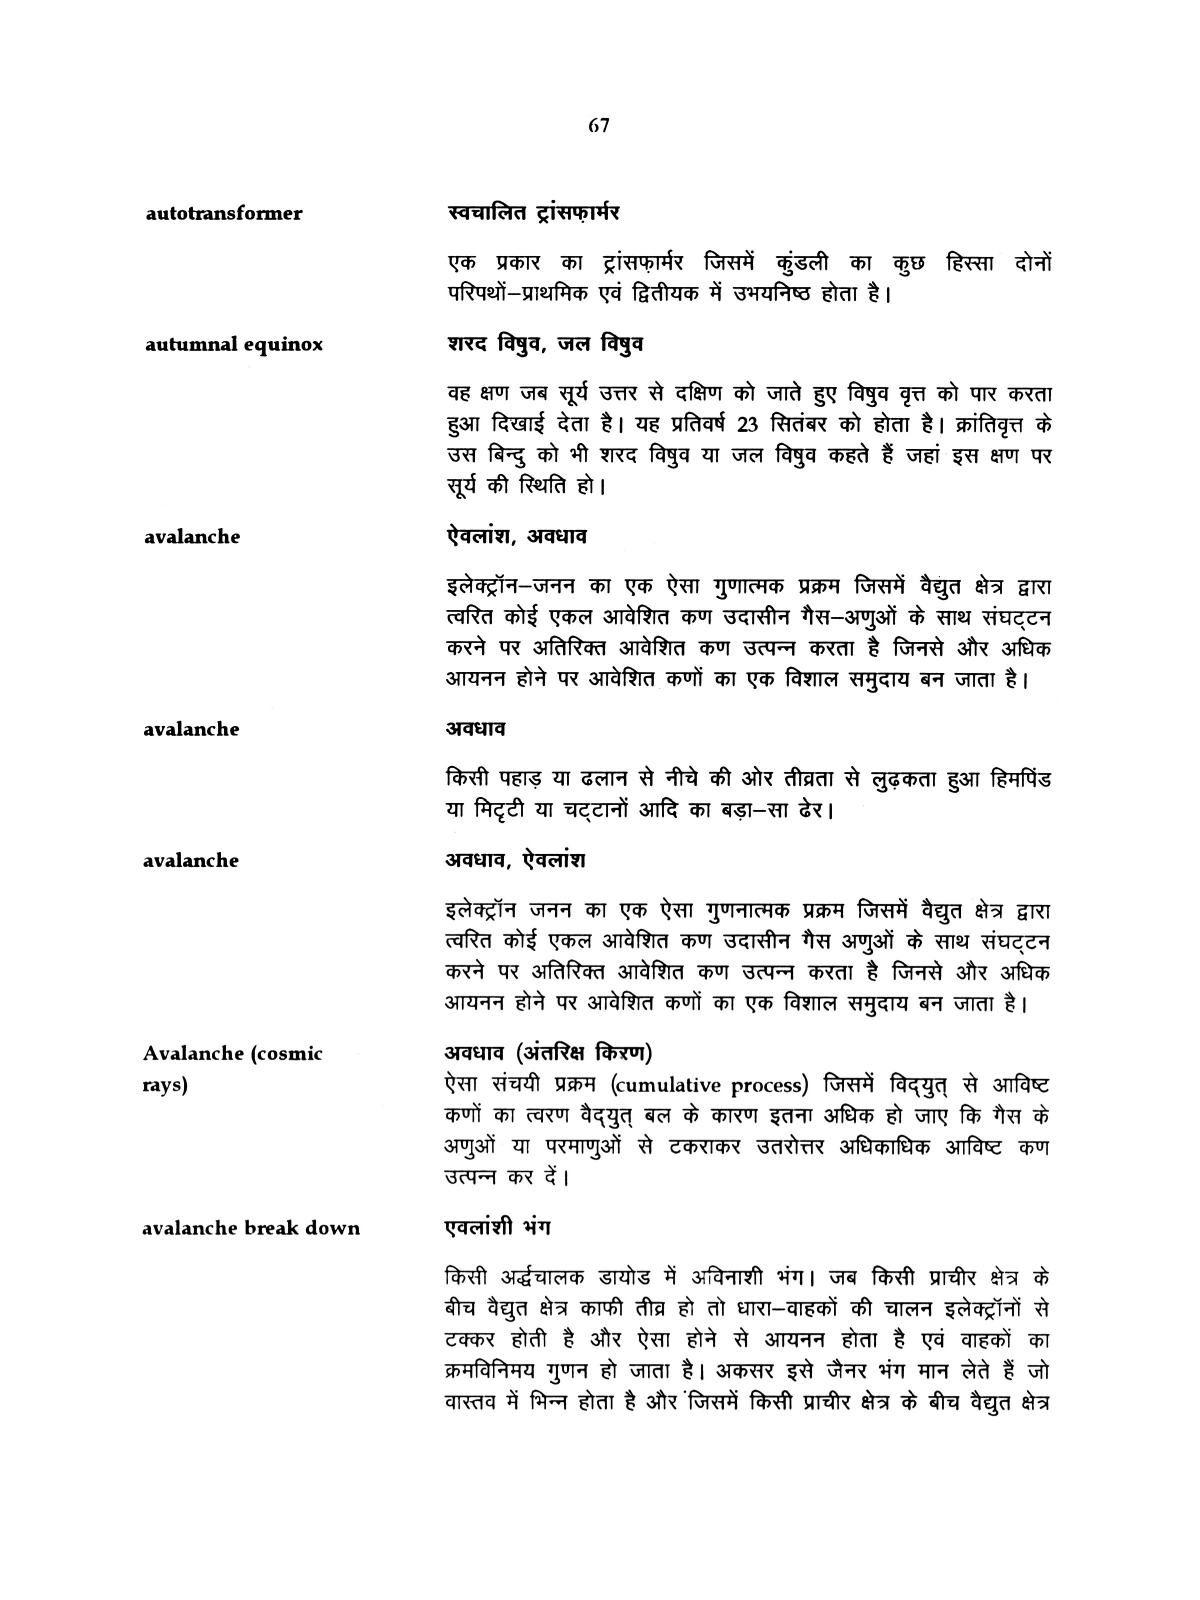 67
autotransformer स्वचालित ट्रांसफ़ार्मर
एक प्रकार का ट्रांसफ़ार्मर जिसमें कुंडली का कुछ हिस्सा दोनों
परिपथों–प्राथमिक एवं द्वितीयक में उभयनिष्ठ होता है।
autumnal equinox शरद विषुव, जल विषुव
वह क्षण जब सूर्य उत्तर से दक्षिण को जाते हुए विषुव वृत्त को पार करता
हुआ दिखाई देता है। यह प्रतिवर्ष 23 सितंबर को होता है। क्रांतिवृत्त के
उस बिन्दु को भी शरद विषुव या जल विषुव कहते हैं जहां इस क्षण पर
सूर्य की स्थिति हो।
avalanche ऐवलांश, अवधाव
इलेक्ट्रॉन–जनन का एक ऐसा गुणात्मक प्रक्रम जिसमें वैद्युत क्षेत्र द्वारा
त्वरित कोई एकल आवेशित कण उदासीन गैस–अणुओं के साथ संघट्टन
करने पर अतिरिक्त आवेशित कण उत्पन्न करता है जिनसे और अधिक
आयनन होने पर आवेशित कणों का एक विशाल समुदाय बन जाता है।
avalanche अवधाव
किसी पहाड़ या ढलान से नीचे की ओर तीव्रता से लुढ़कता हुआ हिमपिंड
या मिट्टी या चट्टानों आदि का बड़ा–सा ढेर।
avalanche अवधाव, ऐवलांश
इलेक्ट्रॉन जनन का एक ऐसा गुणनात्मक प्रक्रम जिसमें वैद्युत क्षेत्र द्वारा
त्वरित कोई एकल आवेशित कण उदासीन गैस अणुओं के साथ संघट्टन
करने पर अतिरिक्त आवेशित कण उत्पन्न करता है जिनसे और अधिक
आयनन होने पर आवेशित कणों का एक विशाल समुदाय बन जाता है।
Avalanche (cosmic अवधाव (अंतरिक्ष किरण)
rays) ऐसा संचयी प्रक्रम (cumulative process) जिसमें विद्‌युत् से आविष्ट
कणों का त्वरण वैद्‌युत् बल के कारण इतना अधिक हो जाए कि गैस के
अणुओं या परमाणुओं से टकराकर उतरोत्तर अधिकाधिक आविष्ट कण
उत्पन्न कर दें।
avalanche break down एवलांशी भंग
किसी अर्द्धचालक डायोड में अविनाशी भंग। जब किसी प्राचीर क्षेत्र के
बीच वैद्युत क्षेत्र काफी तीव्र हो तो धारा–वाहकों की चालन इलेक्ट्रॉनों से
टक्कर होती है और ऐसा होने से आयनन होता है एवं वाहकों का
क्रमविनिमय गुणन हो जाता है। अकसर इसे जैनर भंग मान लेते हैं जो
वास्तव में भिन्न होता है और जिसमें किसी प्राचीर क्षेत्र के बीच वैद्युत क्षेत्र